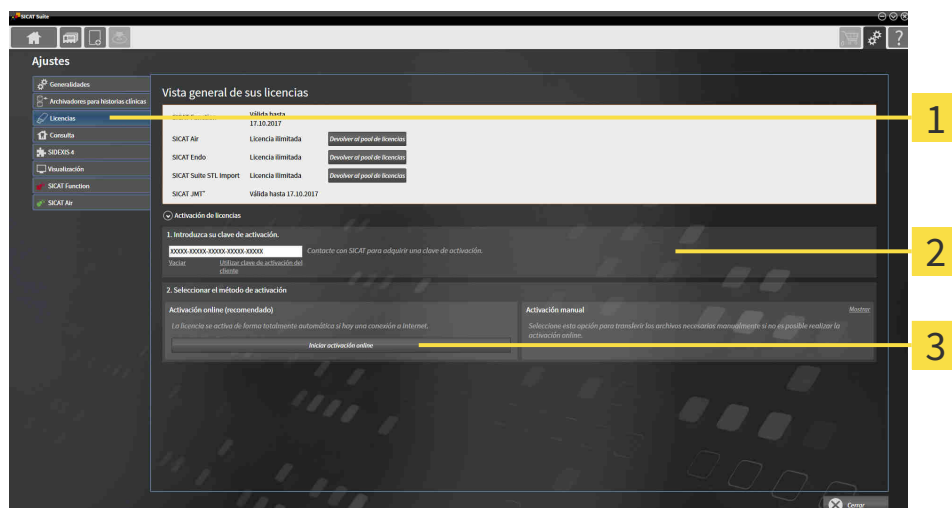 SICAT Suite
?
Ajustes
Generalidades
Archivadores para historias clínicas
Licencias
Consulta
SIDEXIS 4
Visualización
SICAT Function
SICAT Air
Vista general de sus licencias
SICAT Function Válida hasta
17.10.2017
SICAT Air Licencia ilimitada Devolver al pool de licencias
SICAT Endo Licencia ilimitada Devolver al pool de licencias
SICAT Suite STL Import Licencia ilimitada Devolver al pool de licencias
SICAT JMT+ Válida hasta 17.10.2017
Activación de licencias
1. Introduzca su clave de activación.
XXXXX-XXXXX-XXXXX-XXXXX-XXXXX Contacte con SICAT para adquirir una clave de activación.
Vaciar Utilizar clave de activación del
cliente
2. Seleccionar el método de activación
Activación online (recomendado)
La licencia se activa de forma totalmente automática si hay una conexión a Internet.
Iniciar activación online
Activación manual Mostrar
Seleccione esta opción para transferir los archivos necesarios manualmente si no es posible realizar la
activación online.
Cerrar
1
2
3